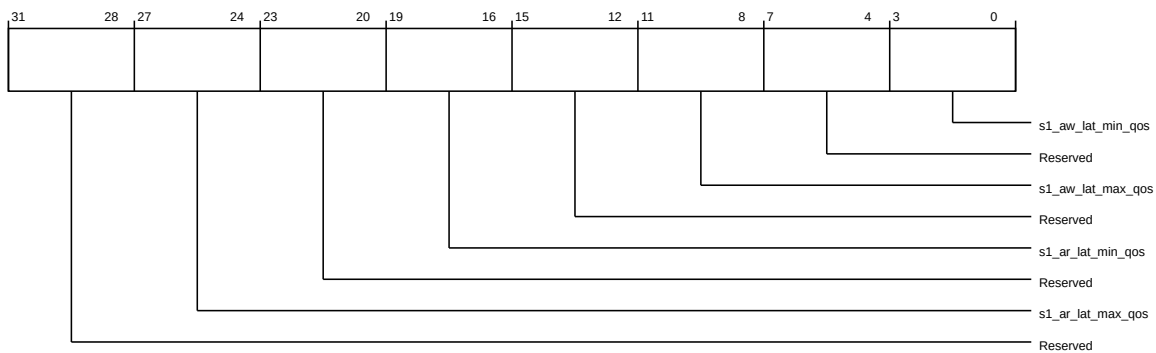 31 28 27 24 23 20 19 16 15 12 11 8 7 4 3 0
s1_aw_lat_min_qos
Reserved
s1_aw_lat_max_qos
Reserved
s1_ar_lat_min_qos
Reserved
s1_ar_lat_max_qos
Reserved